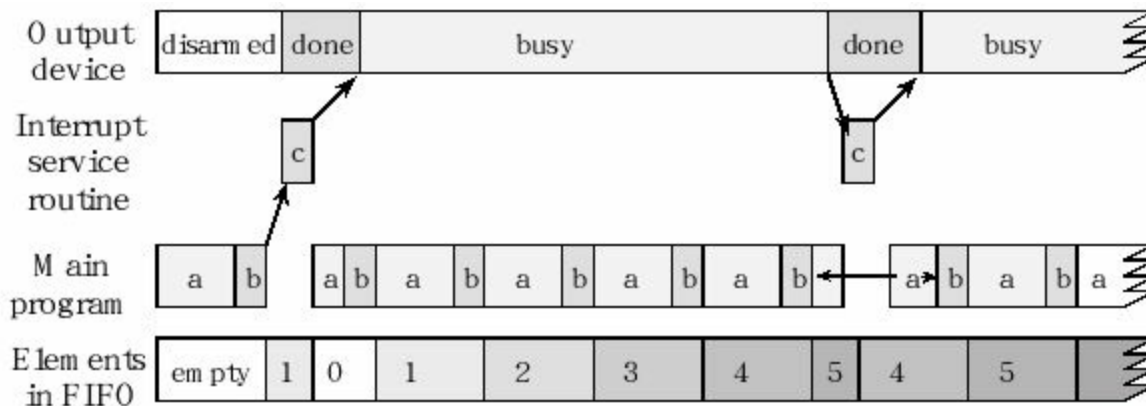 Output device
disarmed done busy done busy
Interrupt service routine
c c
Main program
a b a b a b a b a b a b a b a b a
Elements in FIFO
empty 1 0 1 2 3 4 5 4 5